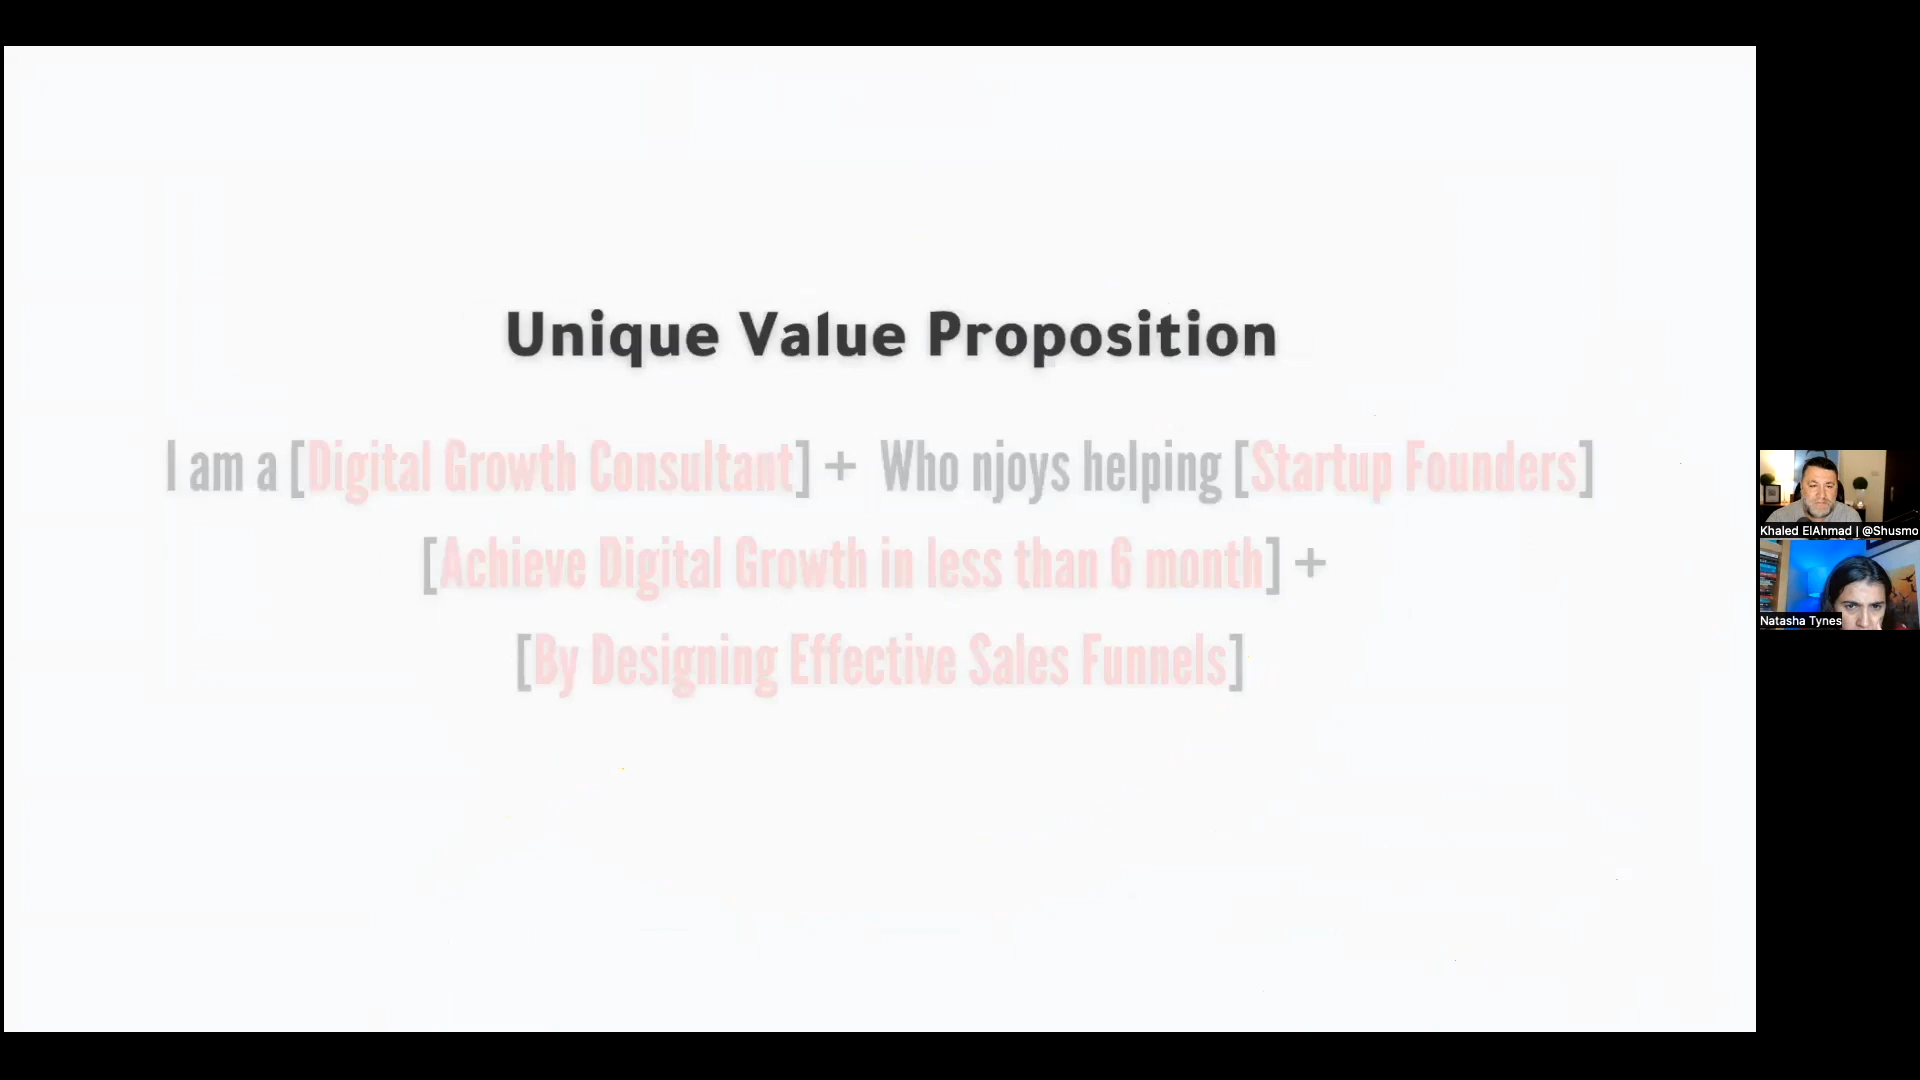 Unique Value Proposition
I am a [Digital Growth Consultant] + Who njoys helping [Startup Founders]
[Achieve Digital Growth in less than 6 month] +
[By Designing Effective Sales Funnels]
Khaled ElAhmad | @Shusmo
Natasha Tynes